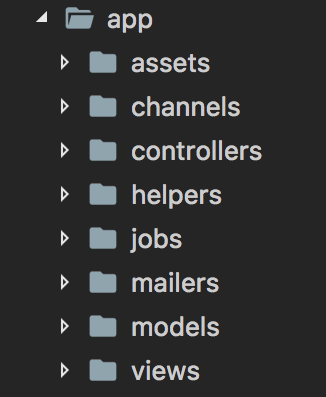 app
assets
channels
controllers
helpers
jobs
mailers
models
views